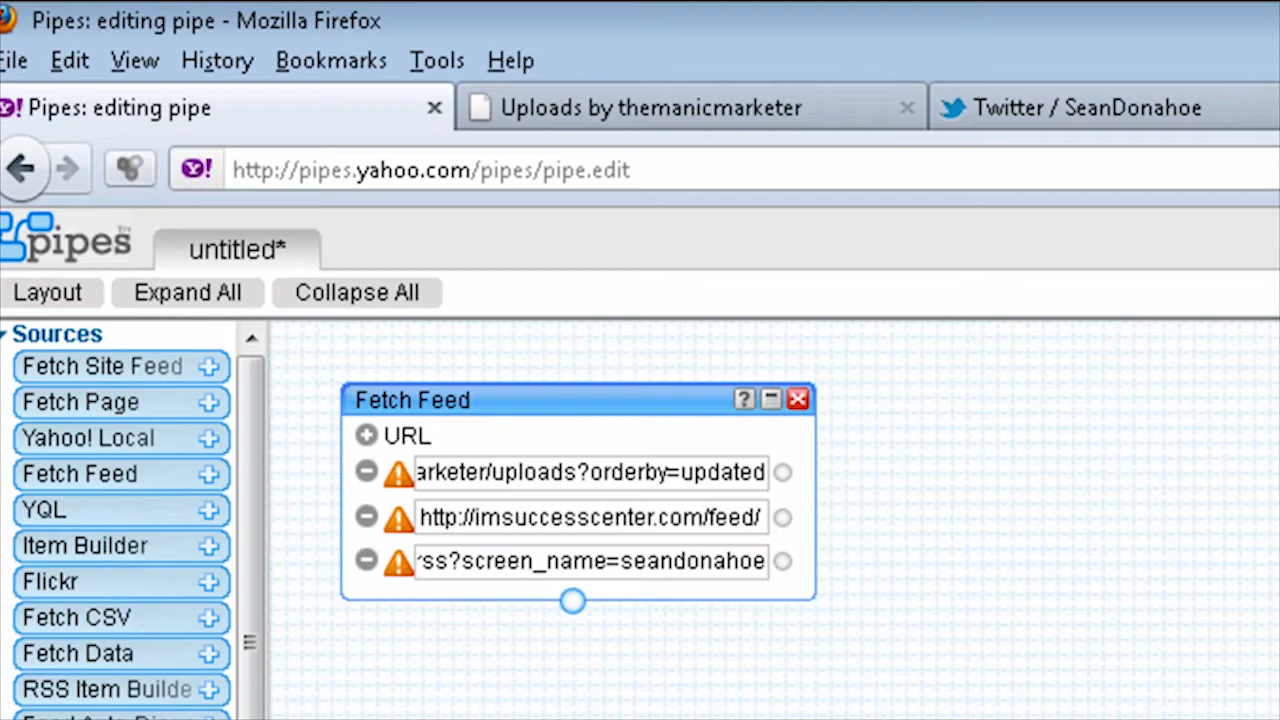 Pipes: editing pipe - Mozilla Firefox
File Edit View History Bookmarks Tools Help
Y! Pipes: editing pipe Uploads by themanicmarketer Twitter / SeanDonahoe
Y! http://pipes.yahoo.com/pipes/pipe.edit
pipes™ untitled*
Layout Expand All Collapse All
Sources
Fetch Site Feed
Fetch Page
Yahoo! Local
Fetch Feed
YQL
Item Builder
Flickr
Fetch CSV
Fetch Data
RSS Item Builde
Fetch Feed ?
URL
arketer/uploads?orderby=updated
http://imsuccesscenter.com/feed/
rss?screen_name=seandonahoe